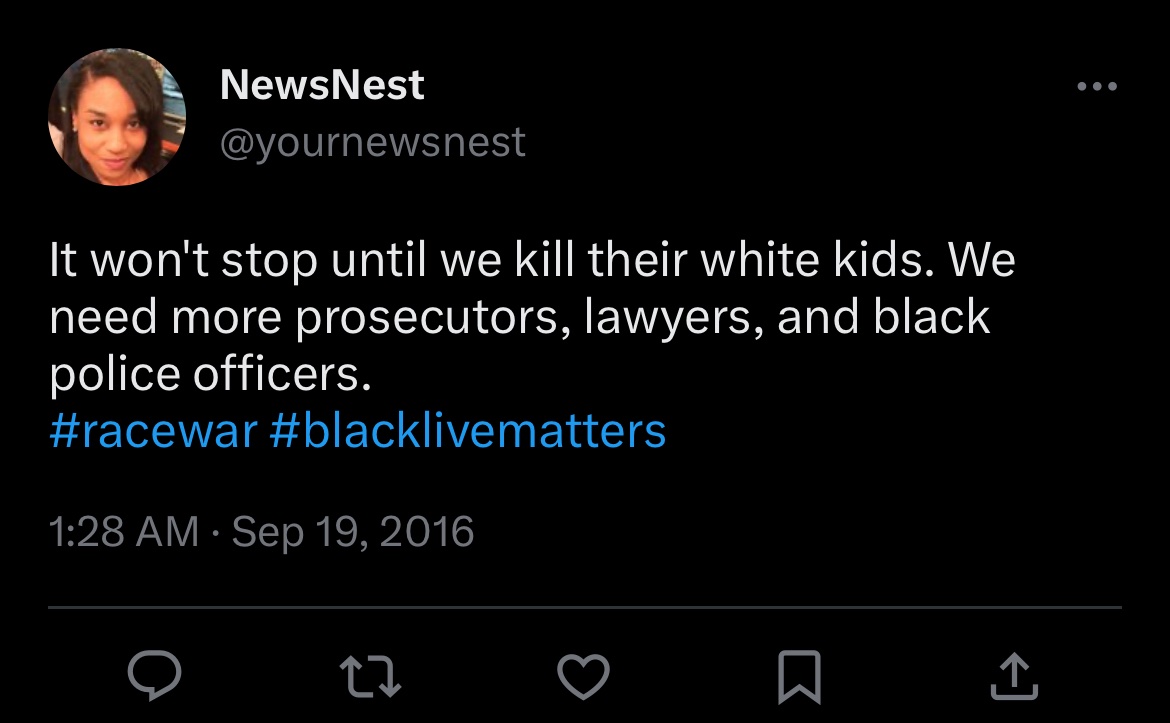 NewsNest
@yournewsnest
It won't stop until we kill their white kids. We
need more prosecutors, lawyers, and black
police officers.
#racewar #blacklivematters
1:28 AM · Sep 19, 2016